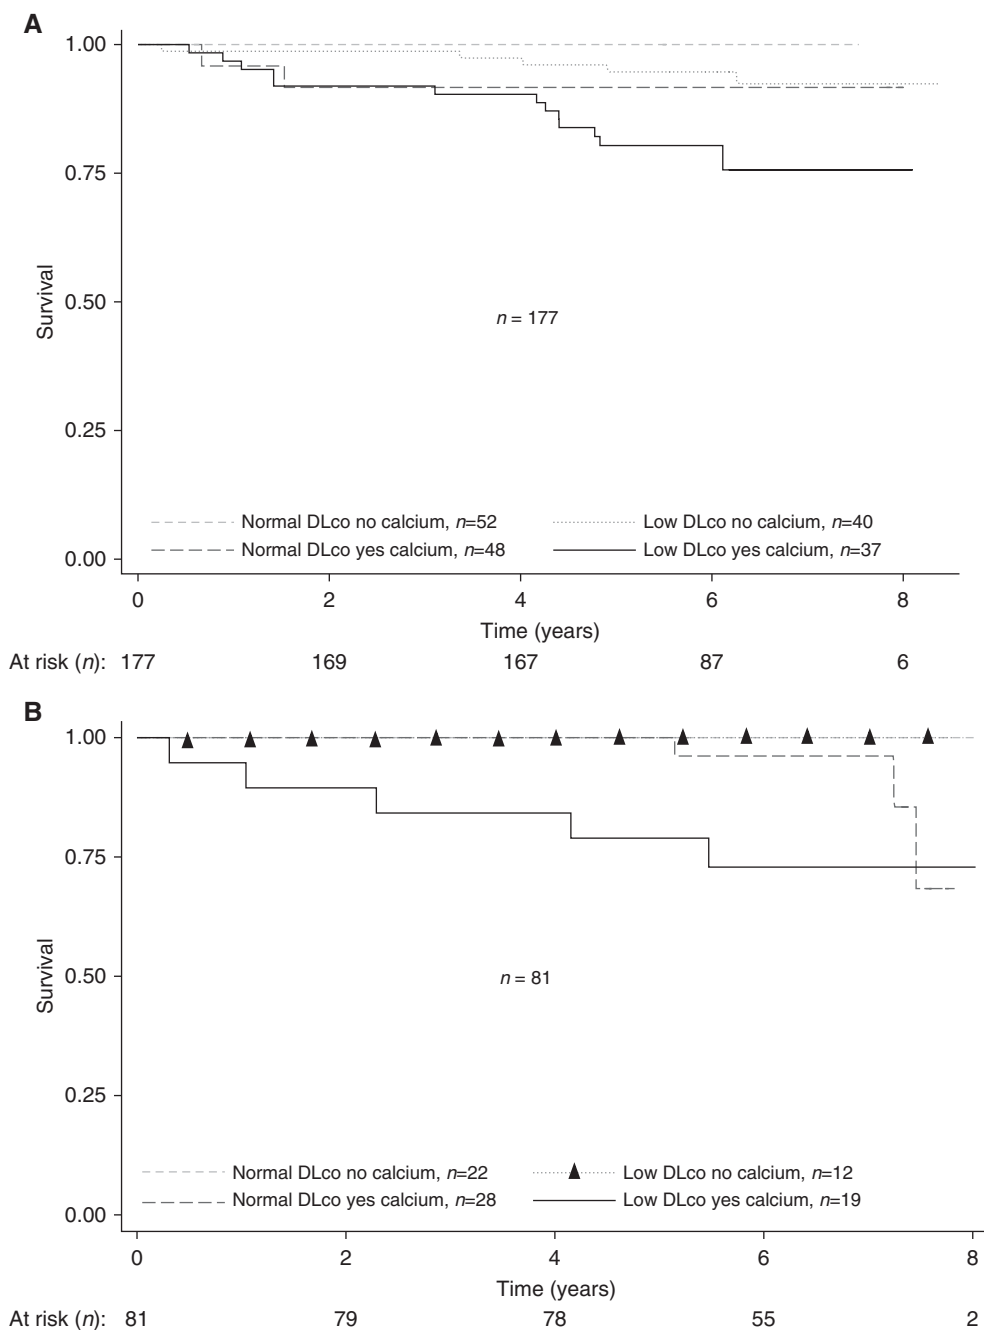 A
1.00
0.75
0.50
0.25
0.00
Survival
n = 177
Normal DLco no calcium, n=52
Low DLco no calcium, n=40
Normal DLco yes calcium, n=48
Low DLco yes calcium, n=37
0 2 4 6 8
Time (years)
At risk (n): 177 169 167 87 6
B
1.00
0.75
0.50
0.25
0.00
Survival
n = 81
Normal DLco no calcium, n=22
Low DLco no calcium, n=12
Normal DLco yes calcium, n=28
Low DLco yes calcium, n=19
0 2 4 6 8
Time (years)
At risk (n): 81 79 78 55 2